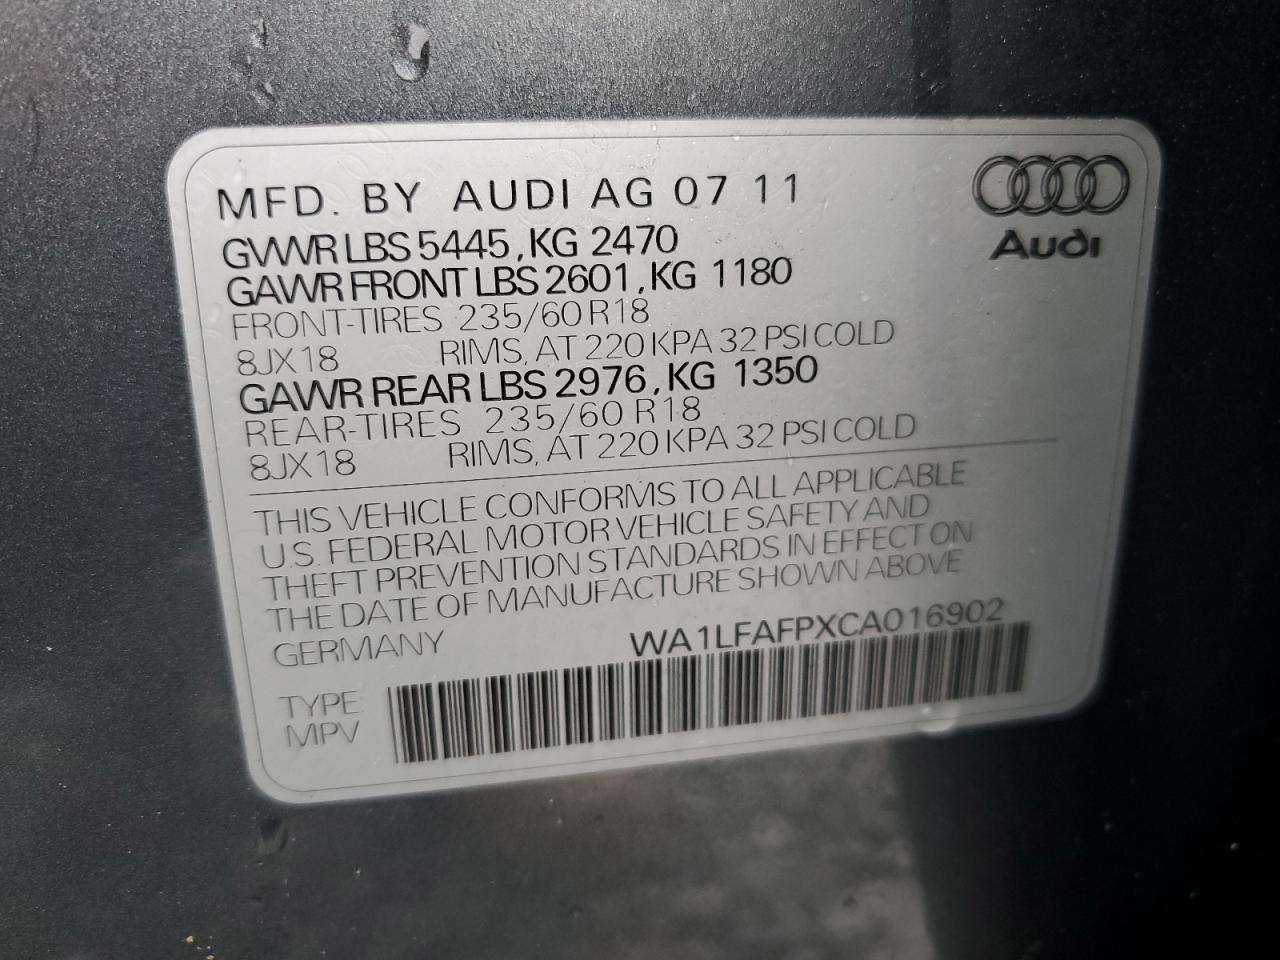 MFD. BY AUDI AG 07 11
Audi
GVWR LBS 5445, KG 2470
GAWR FRONT LBS 2601, KG 1180
FRONT-TIRES 235/60 R18
8JX18 RIMS, AT 220 KPA 32 PSI COLD
GAWR REAR LBS 2976, KG 1350
REAR-TIRES 235/60 R18
8JX18 RIMS, AT 220 KPA 32 PSI COLD
THIS VEHICLE CONFORMS TO ALL APPLICABLE
U.S. FEDERAL MOTOR VEHICLE SAFETY AND
THEFT PREVENTION STANDARDS IN EFFECT ON
THE DATE OF MANUFACTURE SHOWN ABOVE
GERMANY WA1LFAFPXCA016902
TYPE
MPV